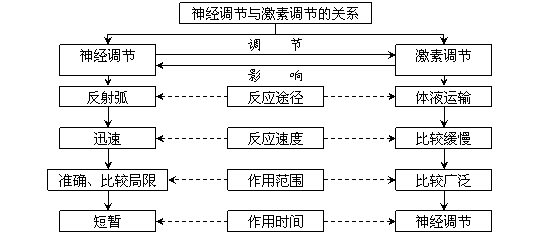 神经调节与激素调节的关系
调 节
神经调节 激素调节
影 响
反射弧 反应途径 体液运输
迅速 反应速度 比较缓慢
准确、比较局限 作用范围 比较广泛
短暂 作用时间 神经调节